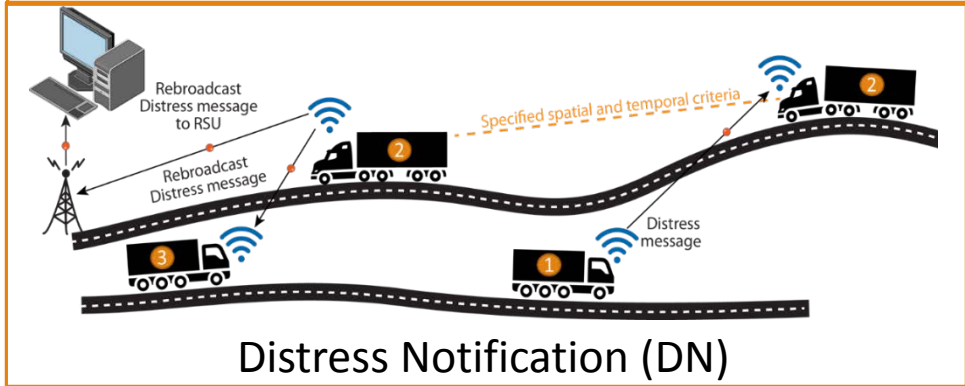 Rebroadcast
Distress message
to RSU
Rebroadcast
Distress message
Specified spatial and temporal criteria
2
2
Distress
message
3
1
Distress Notification (DN)